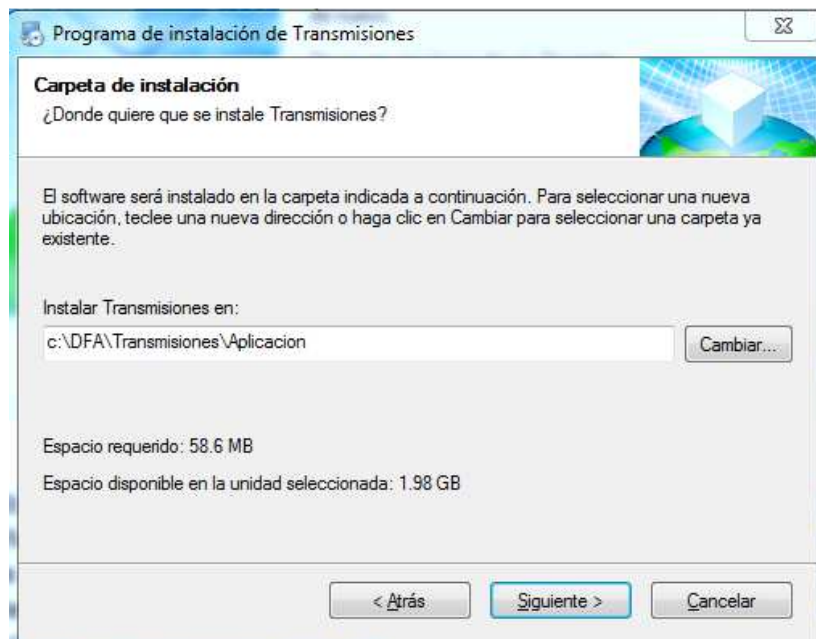 Programa de instalación de Transmisiones
Carpeta de instalación
¿Donde quiere que se instale Transmisiones?
El software será instalado en la carpeta indicada a continuación. Para seleccionar una nueva
ubicación, teclee una nueva dirección o haga clic en Cambiar para seleccionar una carpeta ya
existente.
Instalar Transmisiones en:
c:\DFA\Transmisiones\Aplicacion
Cambiar...
Espacio requerido: 58.6 MB
Espacio disponible en la unidad seleccionada: 1.98 GB
< Atrás
Siguiente >
Cancelar